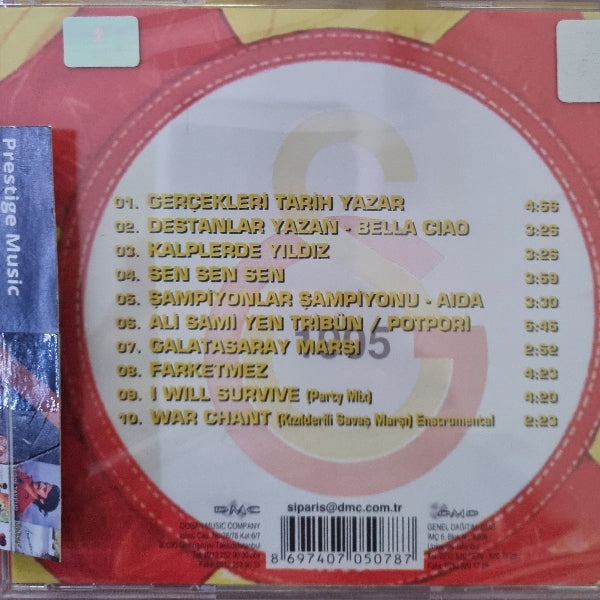 Prestige Music
01. GERÇEKLERİ TARİH YAZAR 4:56
02. DESTANLAR YAZAN - BELLA CIAO 3:26
03. KALPLERDE YILDIZ 3:26
04. SEN SEN SEN 3:59
05. ŞAMPİYONLAR ŞAMPİYONU - AIDA 3:30
06. ALİ SAMİ YEN TRİBÜN / POTPORİ 5:45
07. GALATASARAY MARŞI 2:52
08. FARKETMEZ 4:23
09. I WILL SURVIVE (Party Mix) 4:20
10. WAR CHANT (Kızılderili Savaş Marşı) Enstrumental 2:23
1905
DMC siparis@dmc.com.tr DMC
DOĞAN MUSIC COMPANY
GENEL DAĞITIM
8 697407 050787